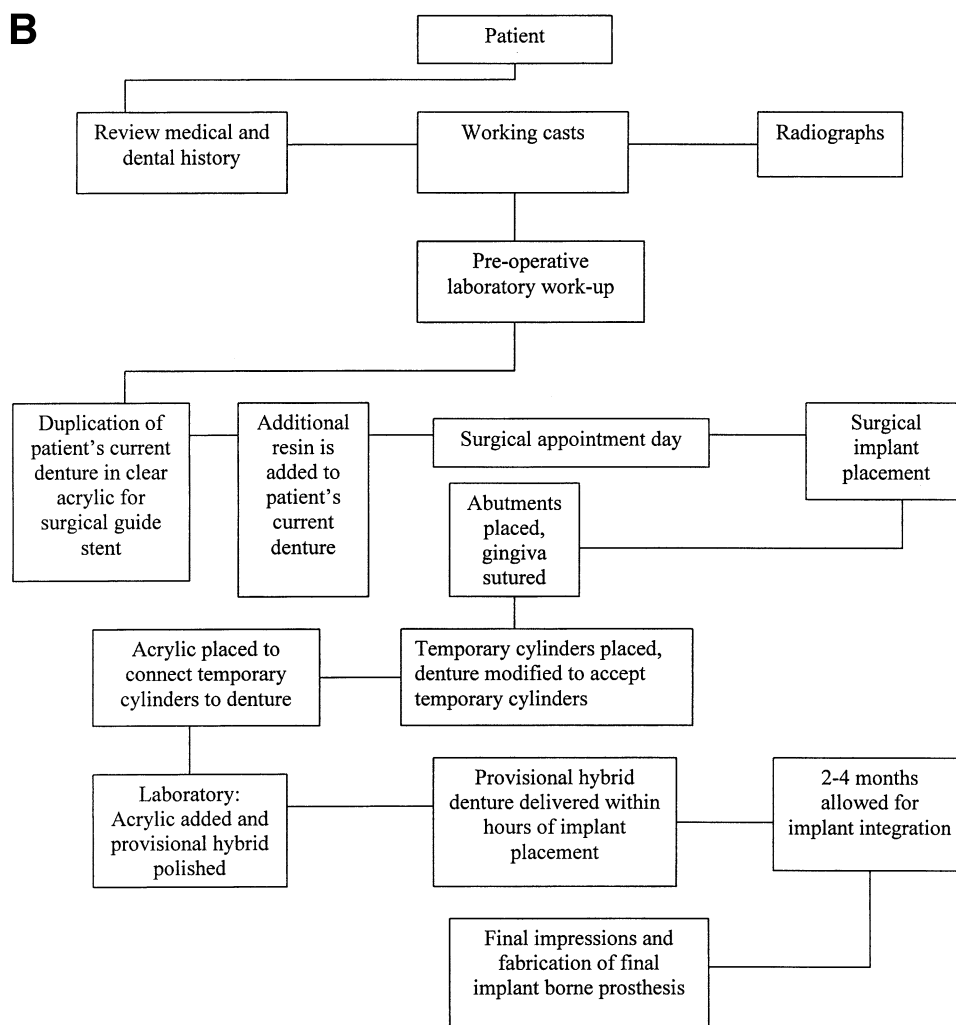 B
Patient
Review medical and
dental history
Working casts
Radiographs
Pre-operative
laboratory work-up
Duplication of
patient's current
denture in clear
acrylic for
surgical guide
stent
Additional
resin is
added to
patient's
current
denture
Surgical appointment day
Surgical
implant
placement
Abutments
placed,
gingiva
sutured
Temporary cylinders placed,
denture modified to accept
temporary cylinders
Acrylic placed to
connect temporary
cylinders to denture
Laboratory:
Acrylic added and
provisional hybrid
polished
Provisional hybrid
denture delivered within
hours of implant
placement
2-4 months
allowed for
implant integration
Final impressions and
fabrication of final
implant borne prosthesis